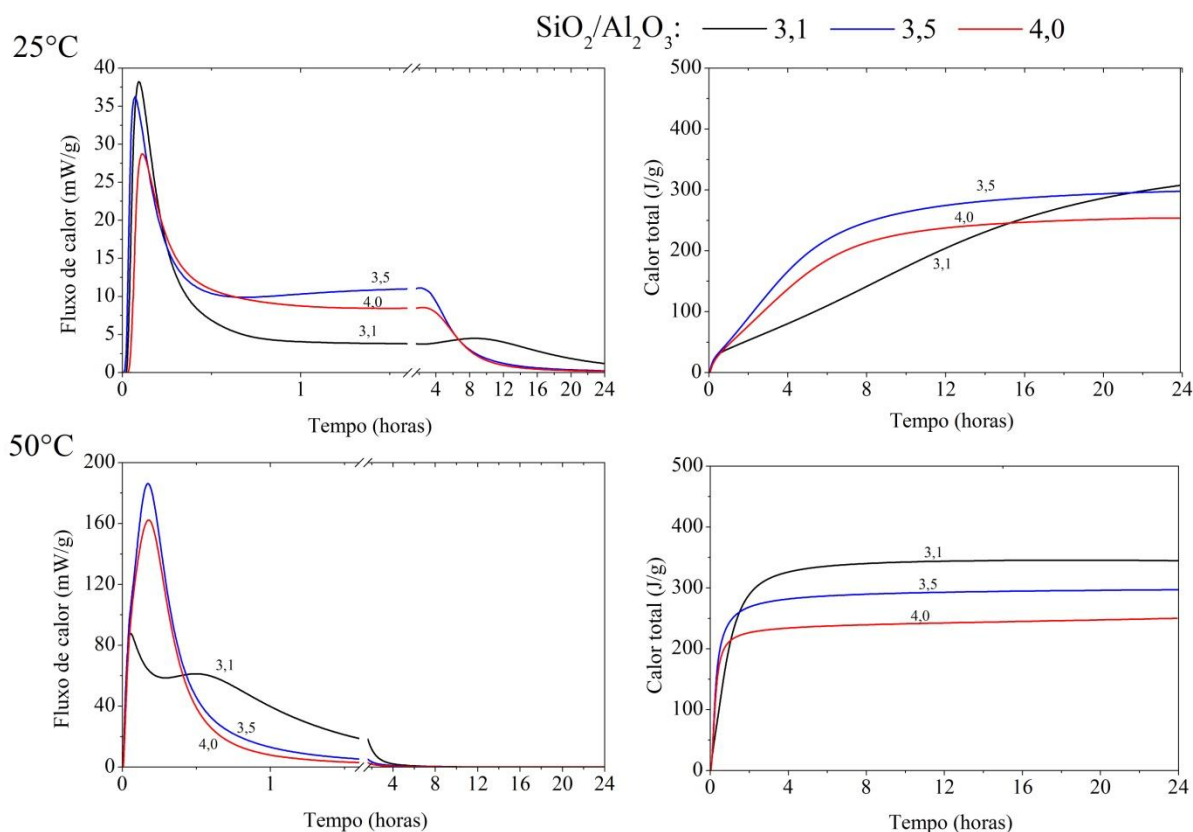 SiO2/Al2O3: 3,1 3,5 4,0
25°C
Fluxo de calor (mW/g)
40
35
30
25
20
15
10
5
0
3,5
4,0
3,1
0 1 4 8 12 16 20 24
Tempo (horas)
Calor total (J/g)
500
400
300
200
100
0
3,5
4,0
3,1
0 4 8 12 16 20 24
Tempo (horas)
50°C
Fluxo de calor (mW/g)
200
160
120
80
40
0
3,1
3,5
4,0
0 1 4 8 12 16 20 24
Tempo (horas)
Calor total (J/g)
500
400
300
200
100
0
3,1
3,5
4,0
0 4 8 12 16 20 24
Tempo (horas)